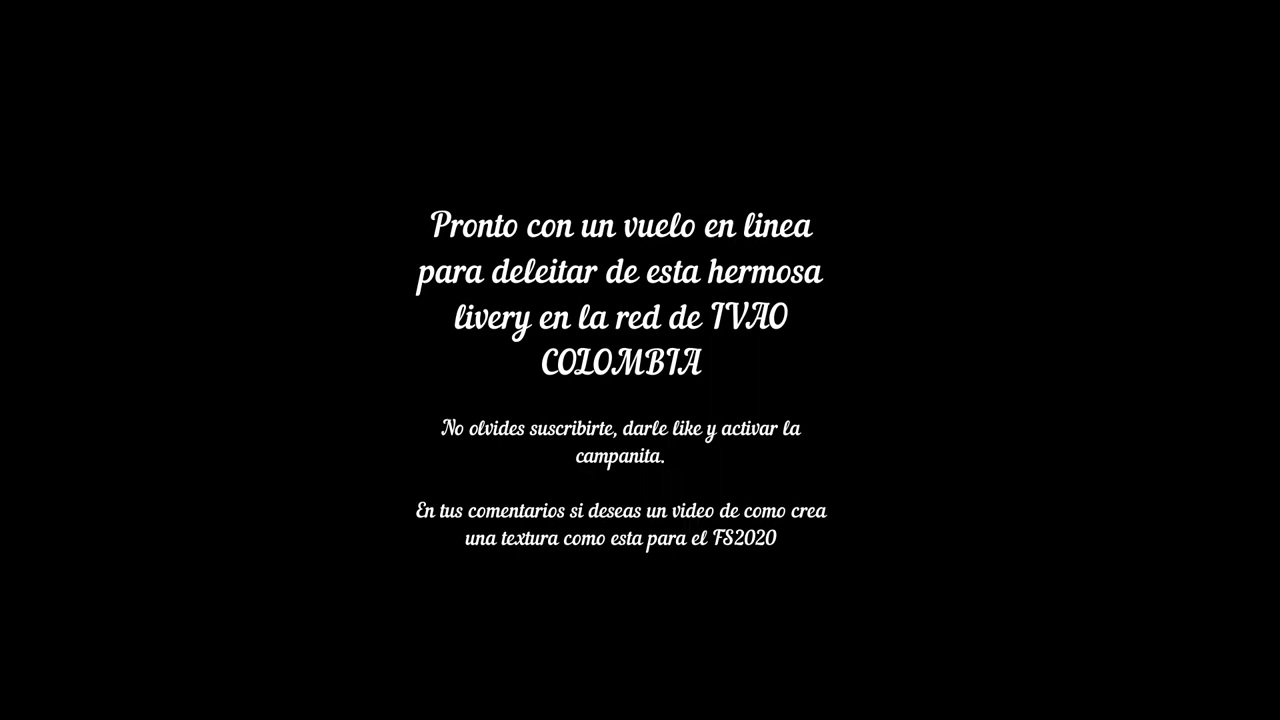 Pronto con un vuelo en linea
para deleitar de esta hermosa
livery en la red de IVAO
COLOMBIA
No olvides suscribirte, darle like y activar la
campanita.
En tus comentarios si deseas un video de como crea
una textura como esta para el FS2020